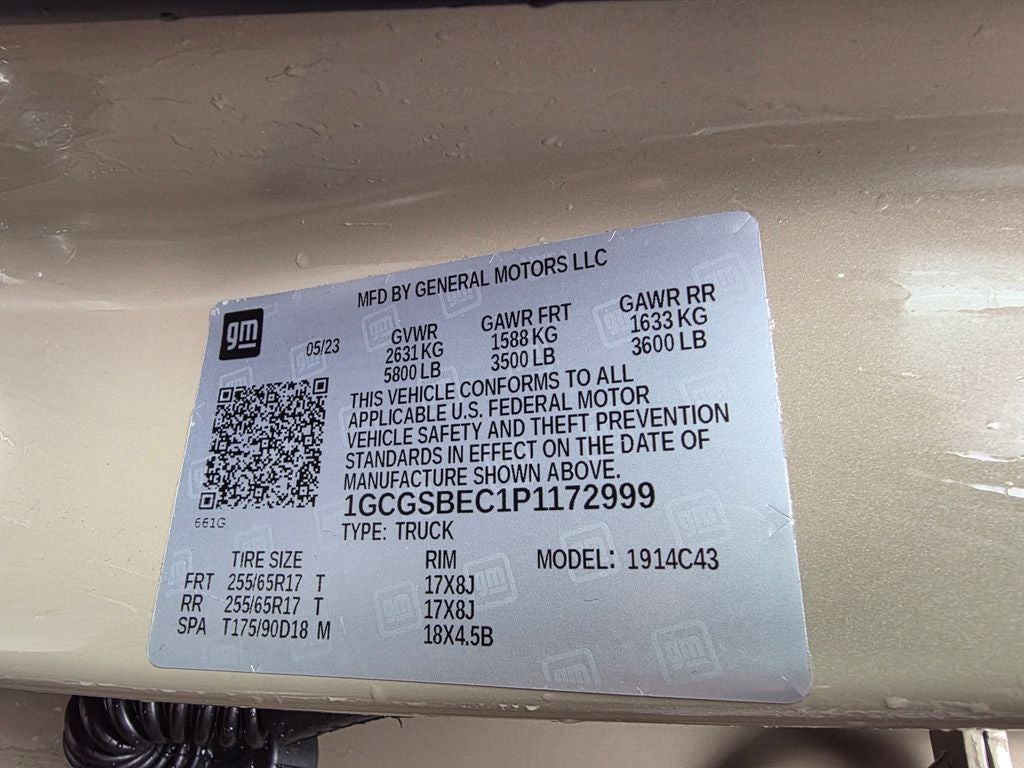 MFD BY GENERAL MOTORS LLC
gm
05/23
GVWR GAWR FRT GAWR RR
2631 KG 1588 KG 1633 KG
5800 LB 3500 LB 3600 LB
THIS VEHICLE CONFORMS TO ALL
APPLICABLE U.S. FEDERAL MOTOR
VEHICLE SAFETY AND THEFT PREVENTION
STANDARDS IN EFFECT ON THE DATE OF
MANUFACTURE SHOWN ABOVE.
1GCGSBEC1P1172999
661G
TYPE: TRUCK
TIRE SIZE RIM MODEL: 1914C43
FRT 255/65R17 T 17X8J
RR 255/65R17 T 17X8J
SPA T175/90D18 M 18X4.5B